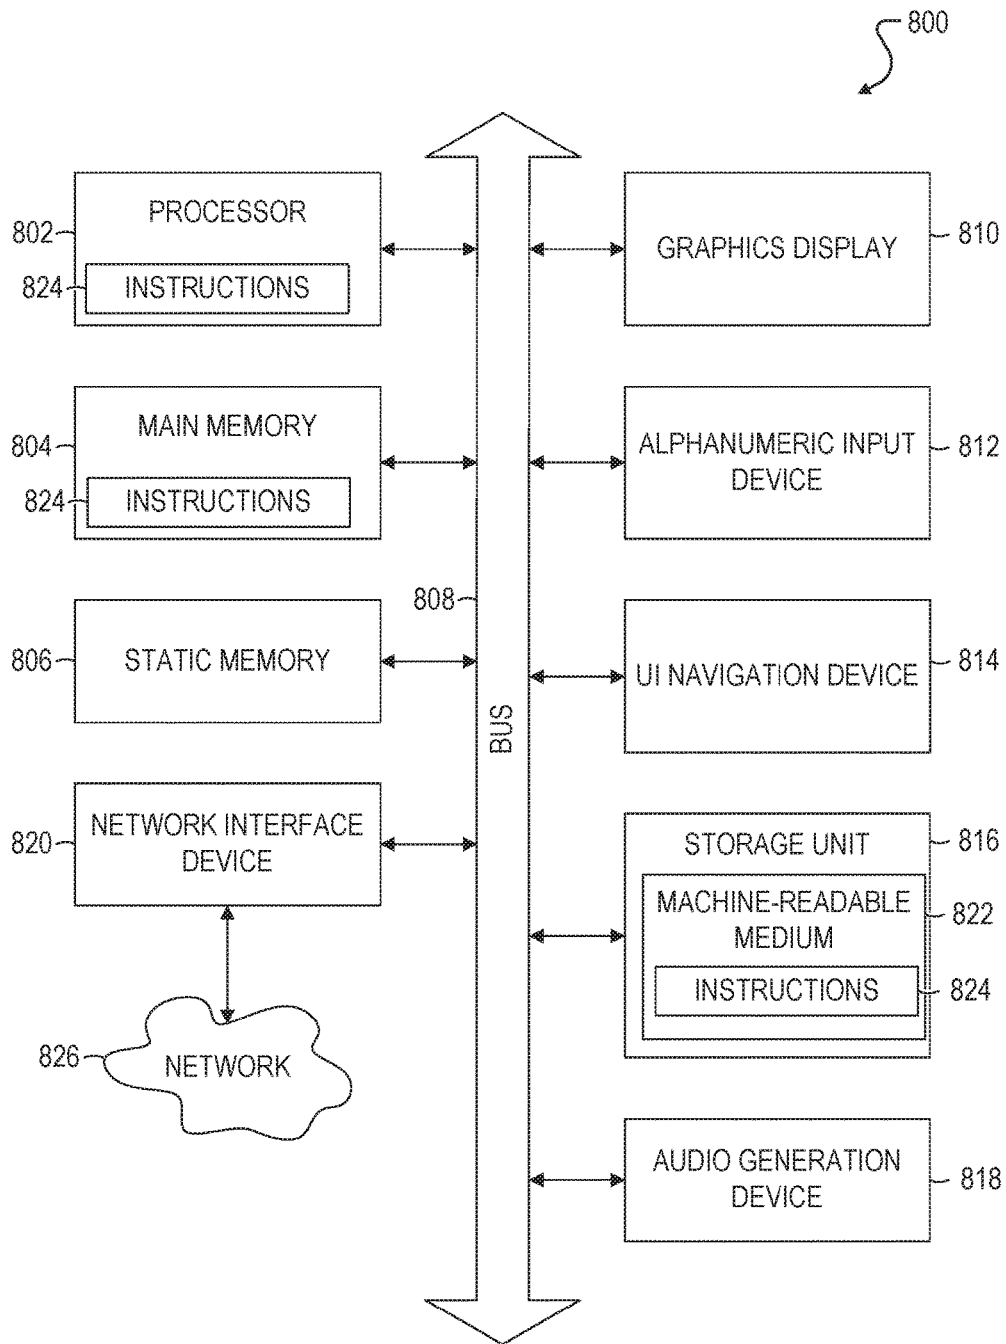 800
PROCESSOR
802
824
INSTRUCTIONS
GRAPHICS DISPLAY
810
MAIN MEMORY
804
824
INSTRUCTIONS
ALPHANUMERIC INPUT
DEVICE
812
808
STATIC MEMORY
806
UI NAVIGATION DEVICE
814
BUS
NETWORK INTERFACE
DEVICE
820
STORAGE UNIT
816
MACHINE-READABLE
MEDIUM
822
INSTRUCTIONS
824
NETWORK
826
AUDIO GENERATION
DEVICE
818